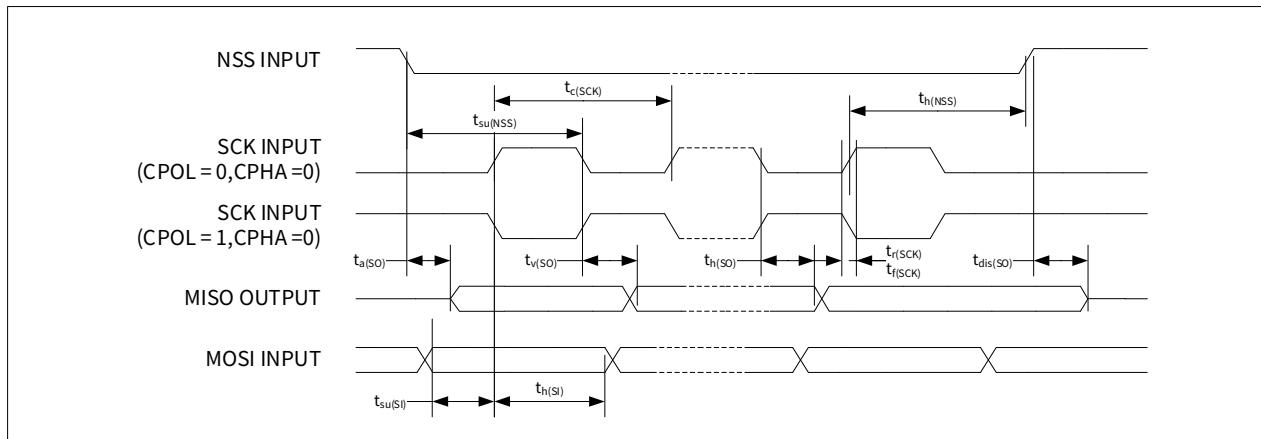 NSS INPUT
tc(SCK)
th(NSS)
tsu(NSS)
SCK INPUT
(CPOL = 0,CPHA =0)
SCK INPUT
(CPOL = 1,CPHA =0)
ta(SO)
tv(SO)
th(SO)
tr(SCK)
tf(SCK)
tdis(SO)
MISO OUTPUT
MOSI INPUT
tsu(SI)
th(SI)